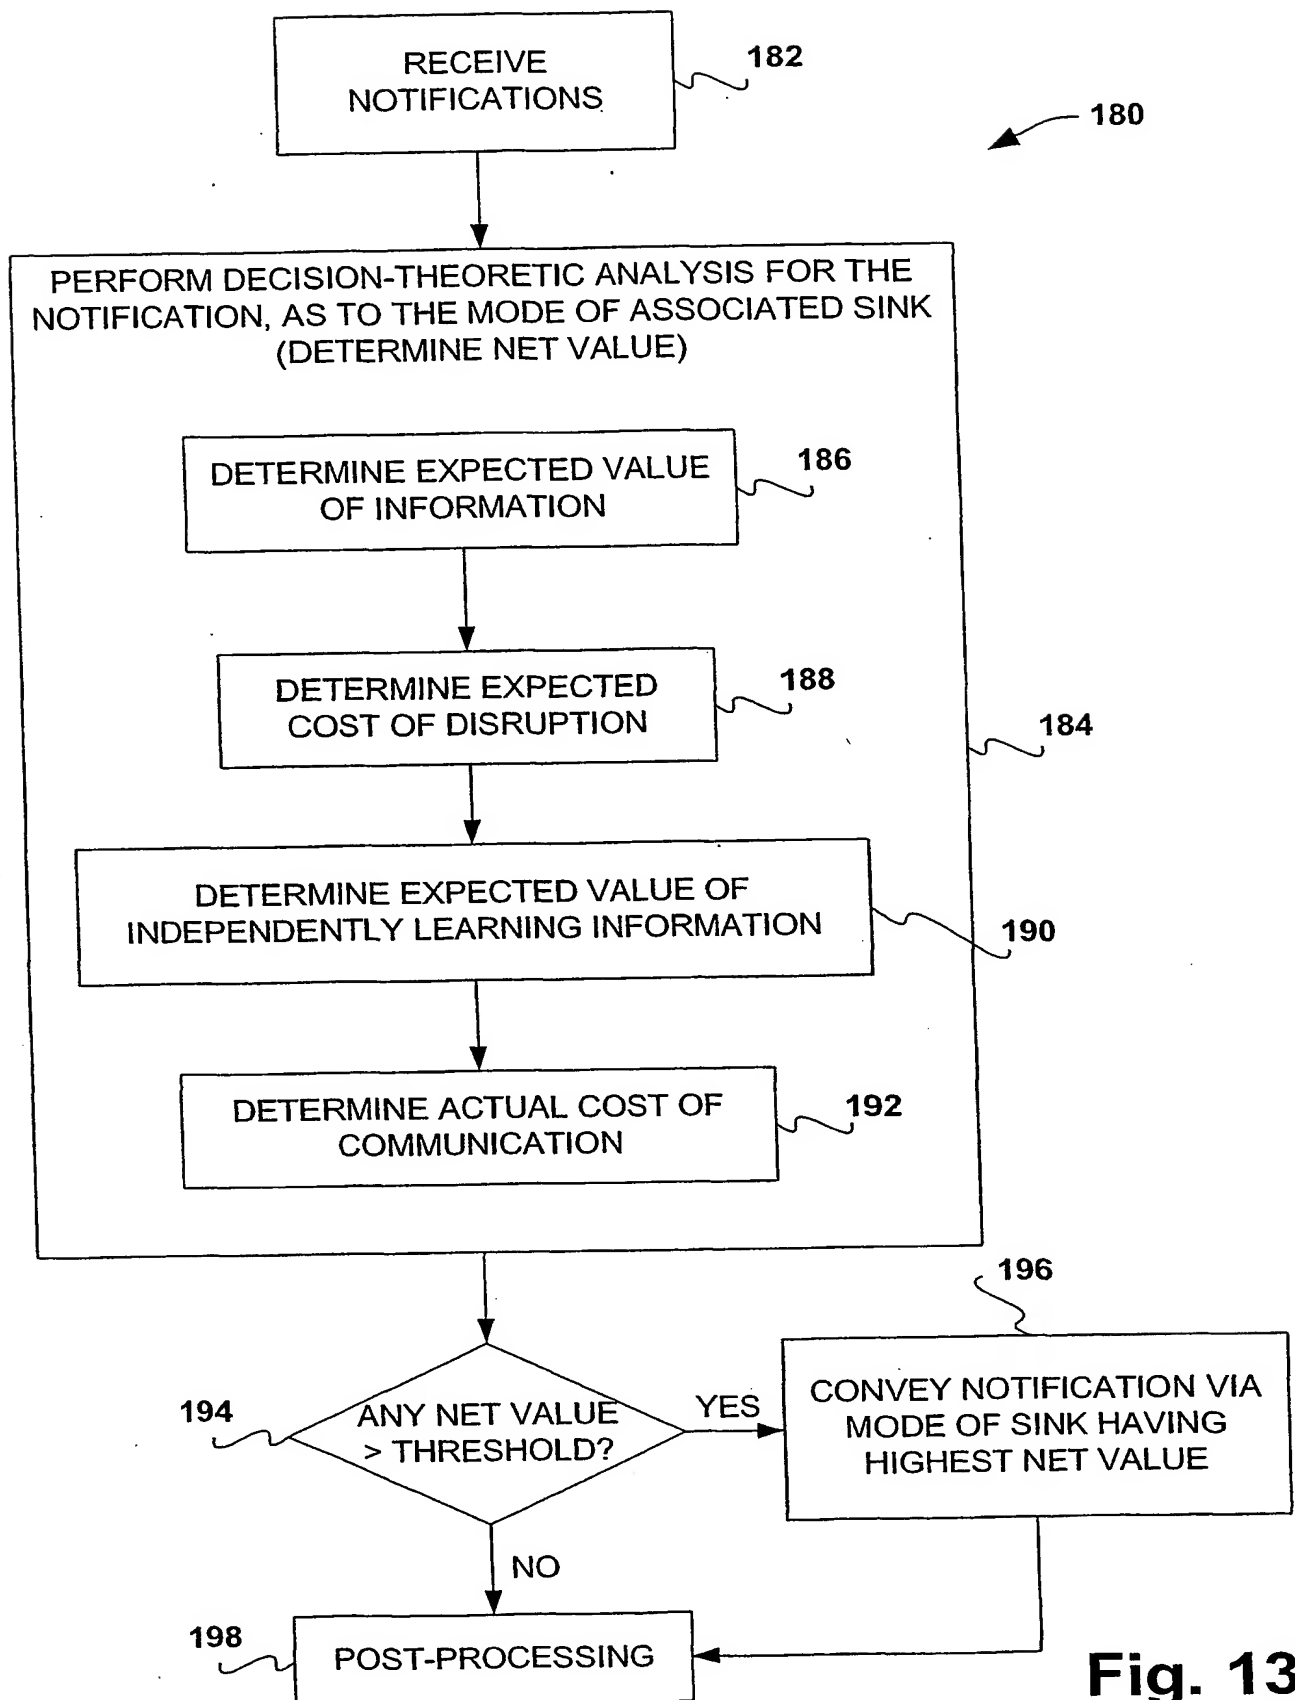 RECEIVE
NOTIFICATIONS
182
180
PERFORM DECISION-THEORETIC ANALYSIS FOR THE
NOTIFICATION, AS TO THE MODE OF ASSOCIATED SINK
(DETERMINE NET VALUE)
DETERMINE EXPECTED VALUE
OF INFORMATION
186
DETERMINE EXPECTED
COST OF DISRUPTION
188
184
DETERMINE EXPECTED VALUE OF
INDEPENDENTLY LEARNING INFORMATION
190
DETERMINE ACTUAL COST OF
COMMUNICATION
192
196
194
ANY NET VALUE
> THRESHOLD?
YES
CONVEY NOTIFICATION VIA
MODE OF SINK HAVING
HIGHEST NET VALUE
NO
198
POST-PROCESSING
Fig. 13